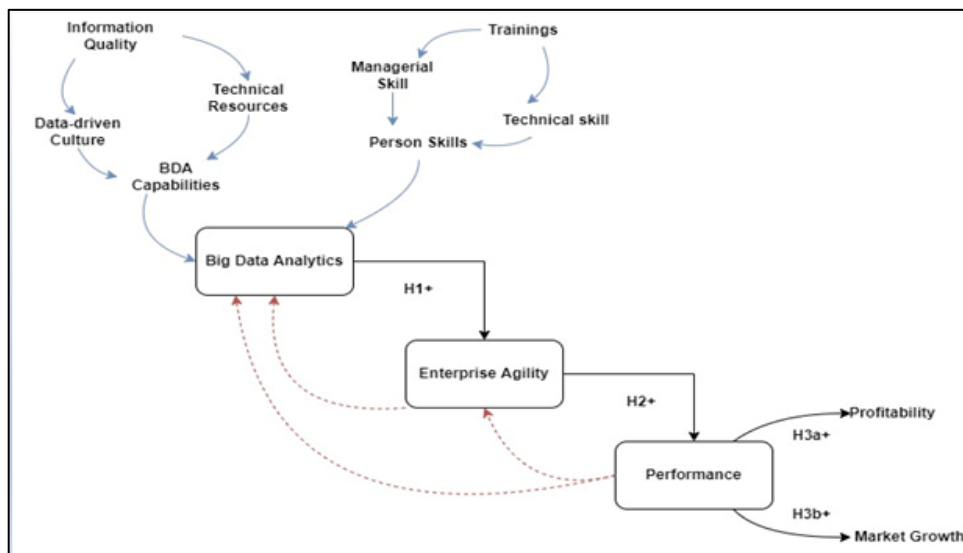 Information
Quality
Trainings
Managerial
Skill
Technical
Resources
Data-driven
Culture
Technical skill
Person Skills
BDA
Capabilities
Big Data Analytics
H1+
Enterprise Agility
H2+
Profitability
H3a+
Performance
H3b+
Market Growth